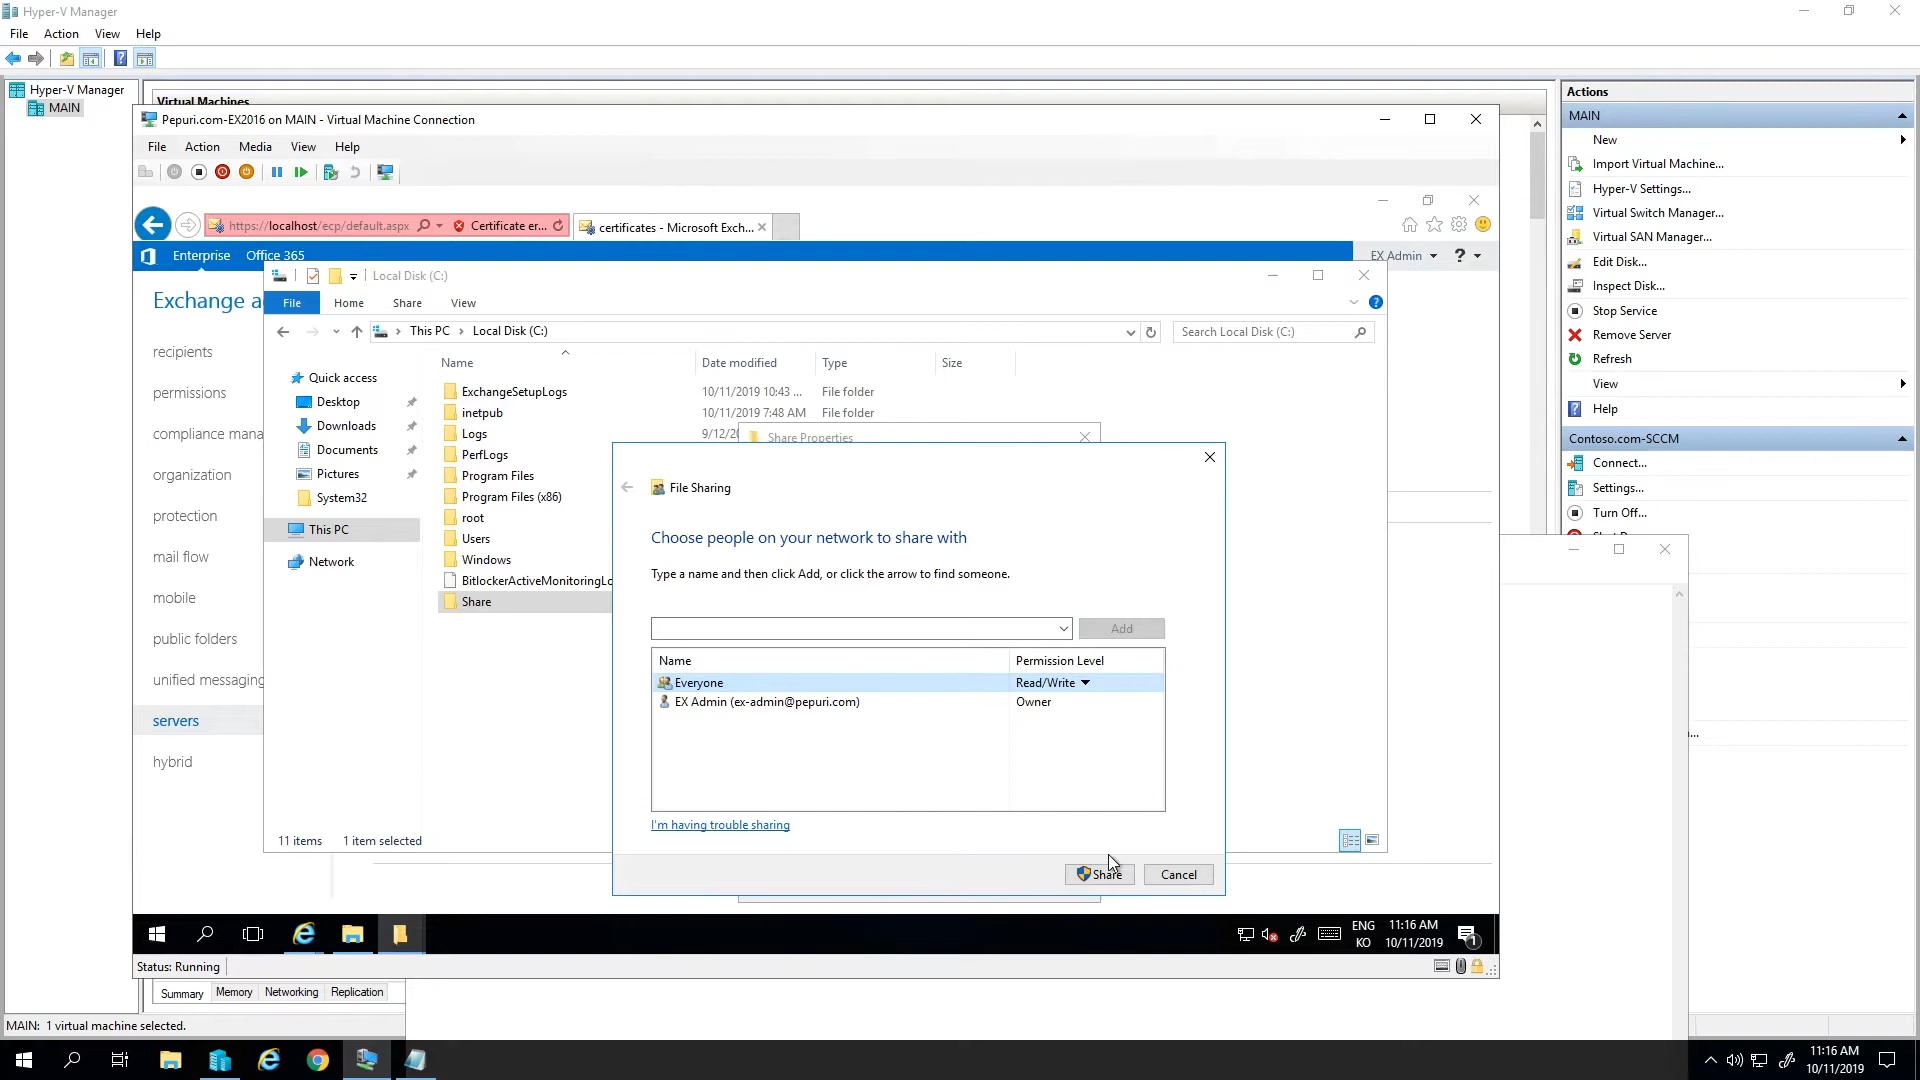 Hyper-V Manager
File Action View Help
Hyper-V Manager
MAIN
Virtual Machines
Pepuri.com-EX2016 on MAIN - Virtual Machine Connection
File Action Media View Help
https://localhost/ecp/default.aspx Certificate er...
certificates - Microsoft Exch...
Enterprise Office 365
EX Admin ?
Exchange a
recipients
permissions
compliance mana
organization
protection
mail flow
mobile
public folders
unified messaging
servers
hybrid
Local Disk (C:)
File Home Share View
This PC Local Disk (C:)
Search Local Disk (C:)
Quick access
Desktop
Downloads
Documents
Pictures
System32
This PC
Network
Name Date modified Type Size
ExchangeSetupLogs 10/11/2019 10:43 ... File folder
inetpub 10/11/2019 7:48 AM File folder
Logs 9/12/2
PerfLogs
Program Files
Program Files (x86)
root
Users
Windows
BitlockerActiveMonitoringLo
Share
11 items 1 item selected
Share Properties
File Sharing
Choose people on your network to share with
Type a name and then click Add, or click the arrow to find someone.
Add
Name Permission Level
Everyone Read/Write
EX Admin (ex-admin@pepuri.com) Owner
I'm having trouble sharing
Share Cancel
ENG
KO
11:16 AM
10/11/2019
1
Status: Running
Summary Memory Networking Replication
MAIN: 1 virtual machine selected.
Actions
MAIN
New
Import Virtual Machine...
Hyper-V Settings...
Virtual Switch Manager...
Virtual SAN Manager...
Edit Disk...
Inspect Disk...
Stop Service
Remove Server
Refresh
View
Help
Contoso.com-SCCM
Connect...
Settings...
Turn Off...
11:16 AM
10/11/2019